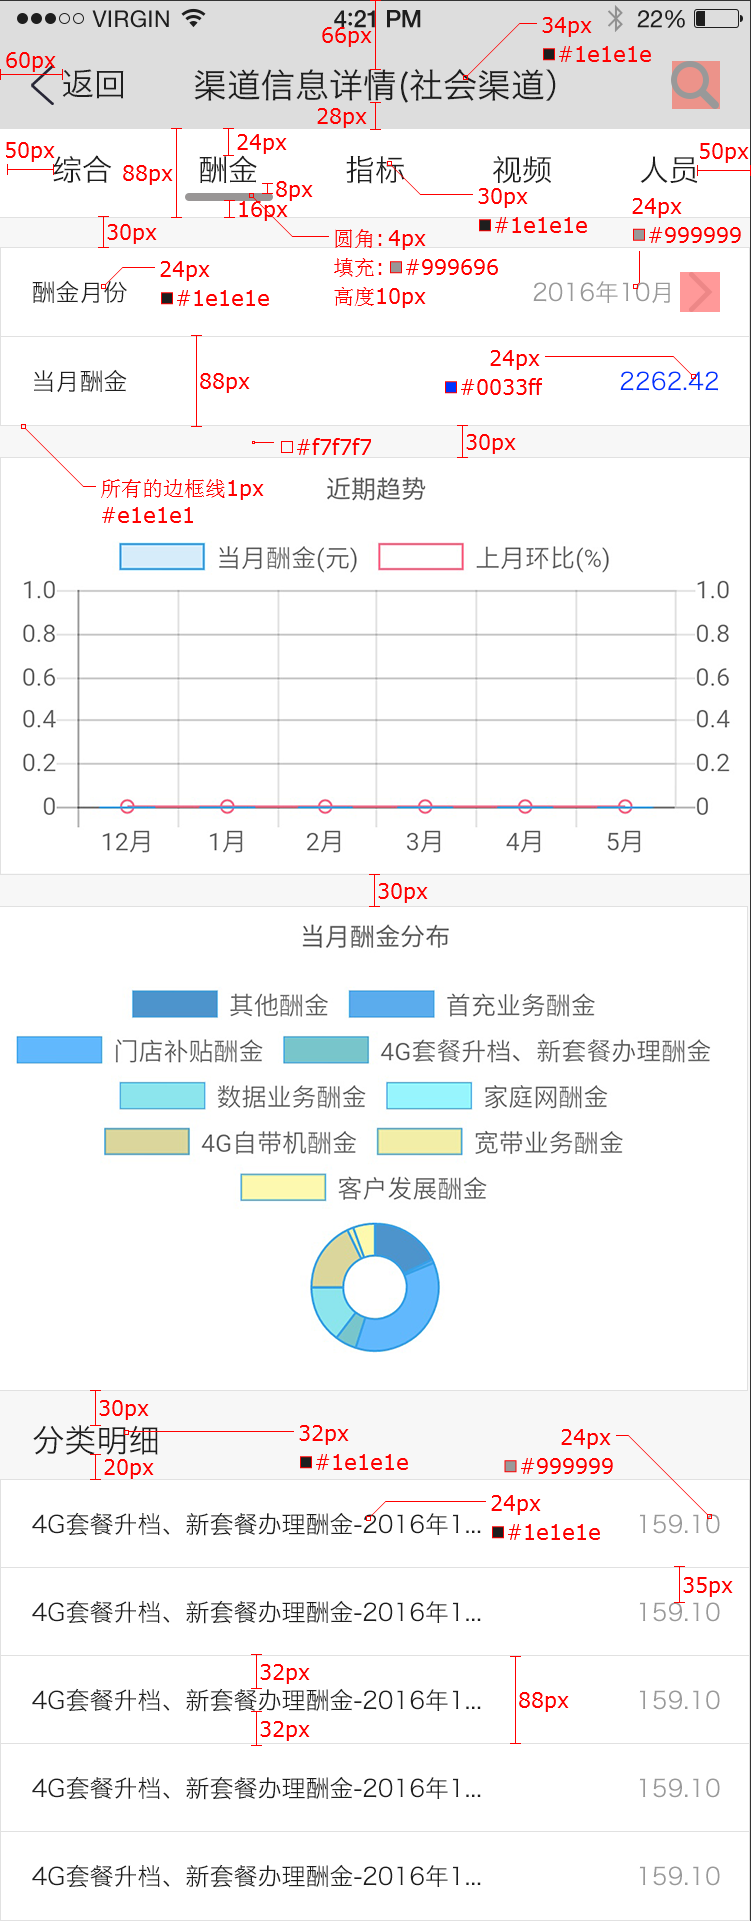 VIRGIN 4:21 PM 22%
66px
34px
#1e1e1e
60px
返回 渠道信息详情(社会渠道)
28px
24px
50px 综合 88px 酬金 指标 视频 人员 50px
8px 30px
16px #1e1e1e 24px
30px 圆角: 4px #999999
填充: #999696
高度10px
酬金月份 24px 2016年10月
#1e1e1e
当月酬金 88px 24px 2262.42
#0033ff
#f7f7f7 30px
所有的边框线1px
#e1e1e1
近期趋势
当月酬金(元) 上月环比(%)
1.0 1.0
0.8 0.8
0.6 0.6
0.4 0.4
0.2 0.2
0 0
12月 1月 2月 3月 4月 5月
30px
当月酬金分布
其他酬金 首充业务酬金
门店补贴酬金 4G套餐升档、新套餐办理酬金
数据业务酬金 家庭网酬金
4G自带机酬金 宽带业务酬金
客户发展酬金
30px
分类明细 32px 24px
20px #1e1e1e #999999
24px
4G套餐升档、新套餐办理酬金-2016年1... 159.10
#1e1e1e
35px
4G套餐升档、新套餐办理酬金-2016年1... 159.10
32px
4G套餐升档、新套餐办理酬金-2016年1... 88px 159.10
32px
4G套餐升档、新套餐办理酬金-2016年1... 159.10
4G套餐升档、新套餐办理酬金-2016年1... 159.10